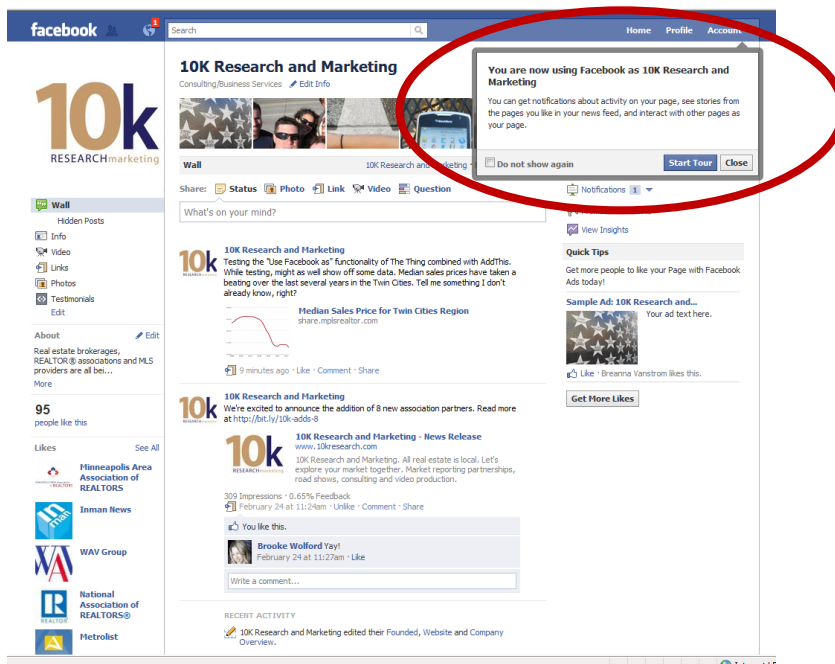 facebook
1
Search
Home Profile Account
10K Research and Marketing
Consulting/Business Services Edit Info
You are now using Facebook as 10K Research and
Marketing
You can get notifications about activity on your page, see stories from
the pages you like in your news feed, and interact with other pages as
your page.
Do not show again
Start Tour Close
10k
RESEARCHmarketing
Wall
10K Research and Marketing
Share: Status Photo Link Video Question
What's on your mind?
Wall
Hidden Posts
Info
Video
Links
Photos
Testimonials
Edit
About Edit
Real estate brokerages,
REALTOR® associations and MLS
providers are all bei...
More
95
people like this
Likes See All
Minneapolis Area
Association of
REALTORS
Inman News
WAV Group
National
Association of
REALTORS®
Metrolist
inman
WAV
R
REALTOR
10k
10K Research and Marketing
Testing the "Use Facebook as" functionality of The Thing combined with AddThis.
While testing, might as well show off some data. Median sales prices have taken a
beating over the last several years in the Twin Cities. Tell me something I don't
already know, right?
Median Sales Price for Twin Cities Region
share.mplsrealtor.com
9 minutes ago · Like · Comment · Share
10k
10K Research and Marketing
We're excited to announce the addition of 8 new association partners. Read more
at http://bit.ly/10k-adds-8
10k
RESEARCHmarketing
10K Research and Marketing - News Release
www.10kresearch.com
10K Research and Marketing. All real estate is local. Let's
explore your market together. Market reporting partnerships,
road shows, consulting and video production.
309 Impressions · 0.65% Feedback
February 24 at 11:24am · Unlike · Comment · Share
You like this.
Brooke Wolford Yay!
February 24 at 11:27am · Like
Write a comment...
RECENT ACTIVITY
10K Research and Marketing edited their Founded, Website and Company
Overview.
Notifications 1
View Insights
Quick Tips
Get more people to like your Page with Facebook
Ads today!
Sample Ad: 10K Research and...
Your ad text here.
Like · Breanna Vanstrom likes this.
Get More Likes